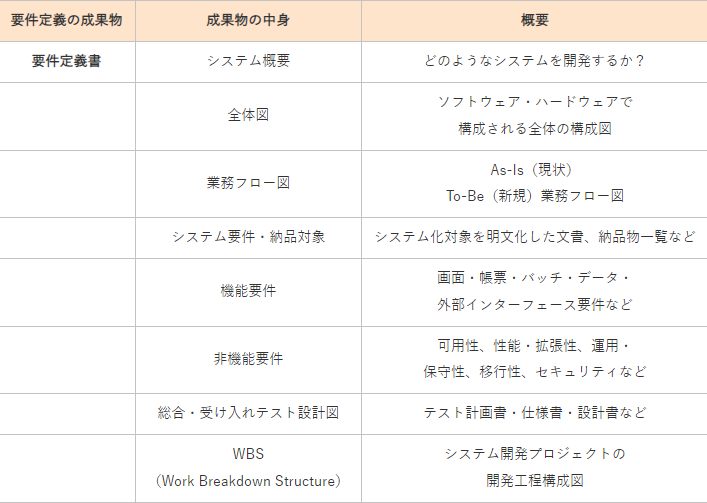 要件定義の成果物 成果物の中身 概要
要件定義書 システム概要 どのようなシステムを開発するか？
全体図 ソフトウェア・ハードウェアで
構成される全体の構成図
業務フロー図 As-Is（現状）
To-Be（新規）業務フロー図
システム要件・納品対象 システム化対象を明文化した文書、納品物一覧など
機能要件 画面・帳票・バッチ・データ・
外部インターフェース要件など
非機能要件 可用性、性能・拡張性、運用・
保守性、移行性、セキュリティなど
総合・受け入れテスト設計図 テスト計画書・仕様書・設計書など
WBS
（Work Breakdown Structure） システム開発プロジェクトの
開発工程構成図